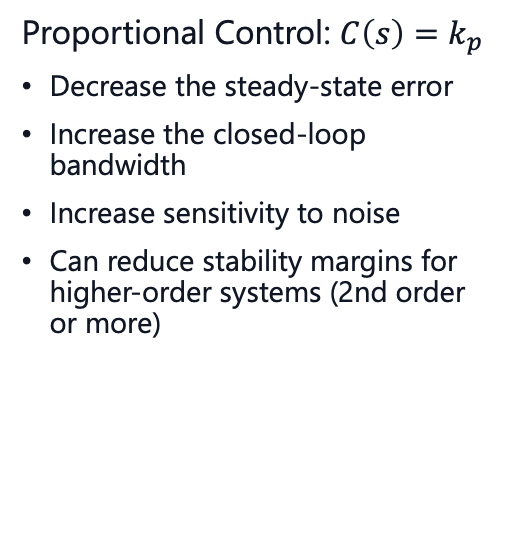 Proportional Control: C(s) = kₚ
• Decrease the steady-state error
• Increase the closed-loop
bandwidth
• Increase sensitivity to noise
• Can reduce stability margins for
higher-order systems (2nd order
or more)